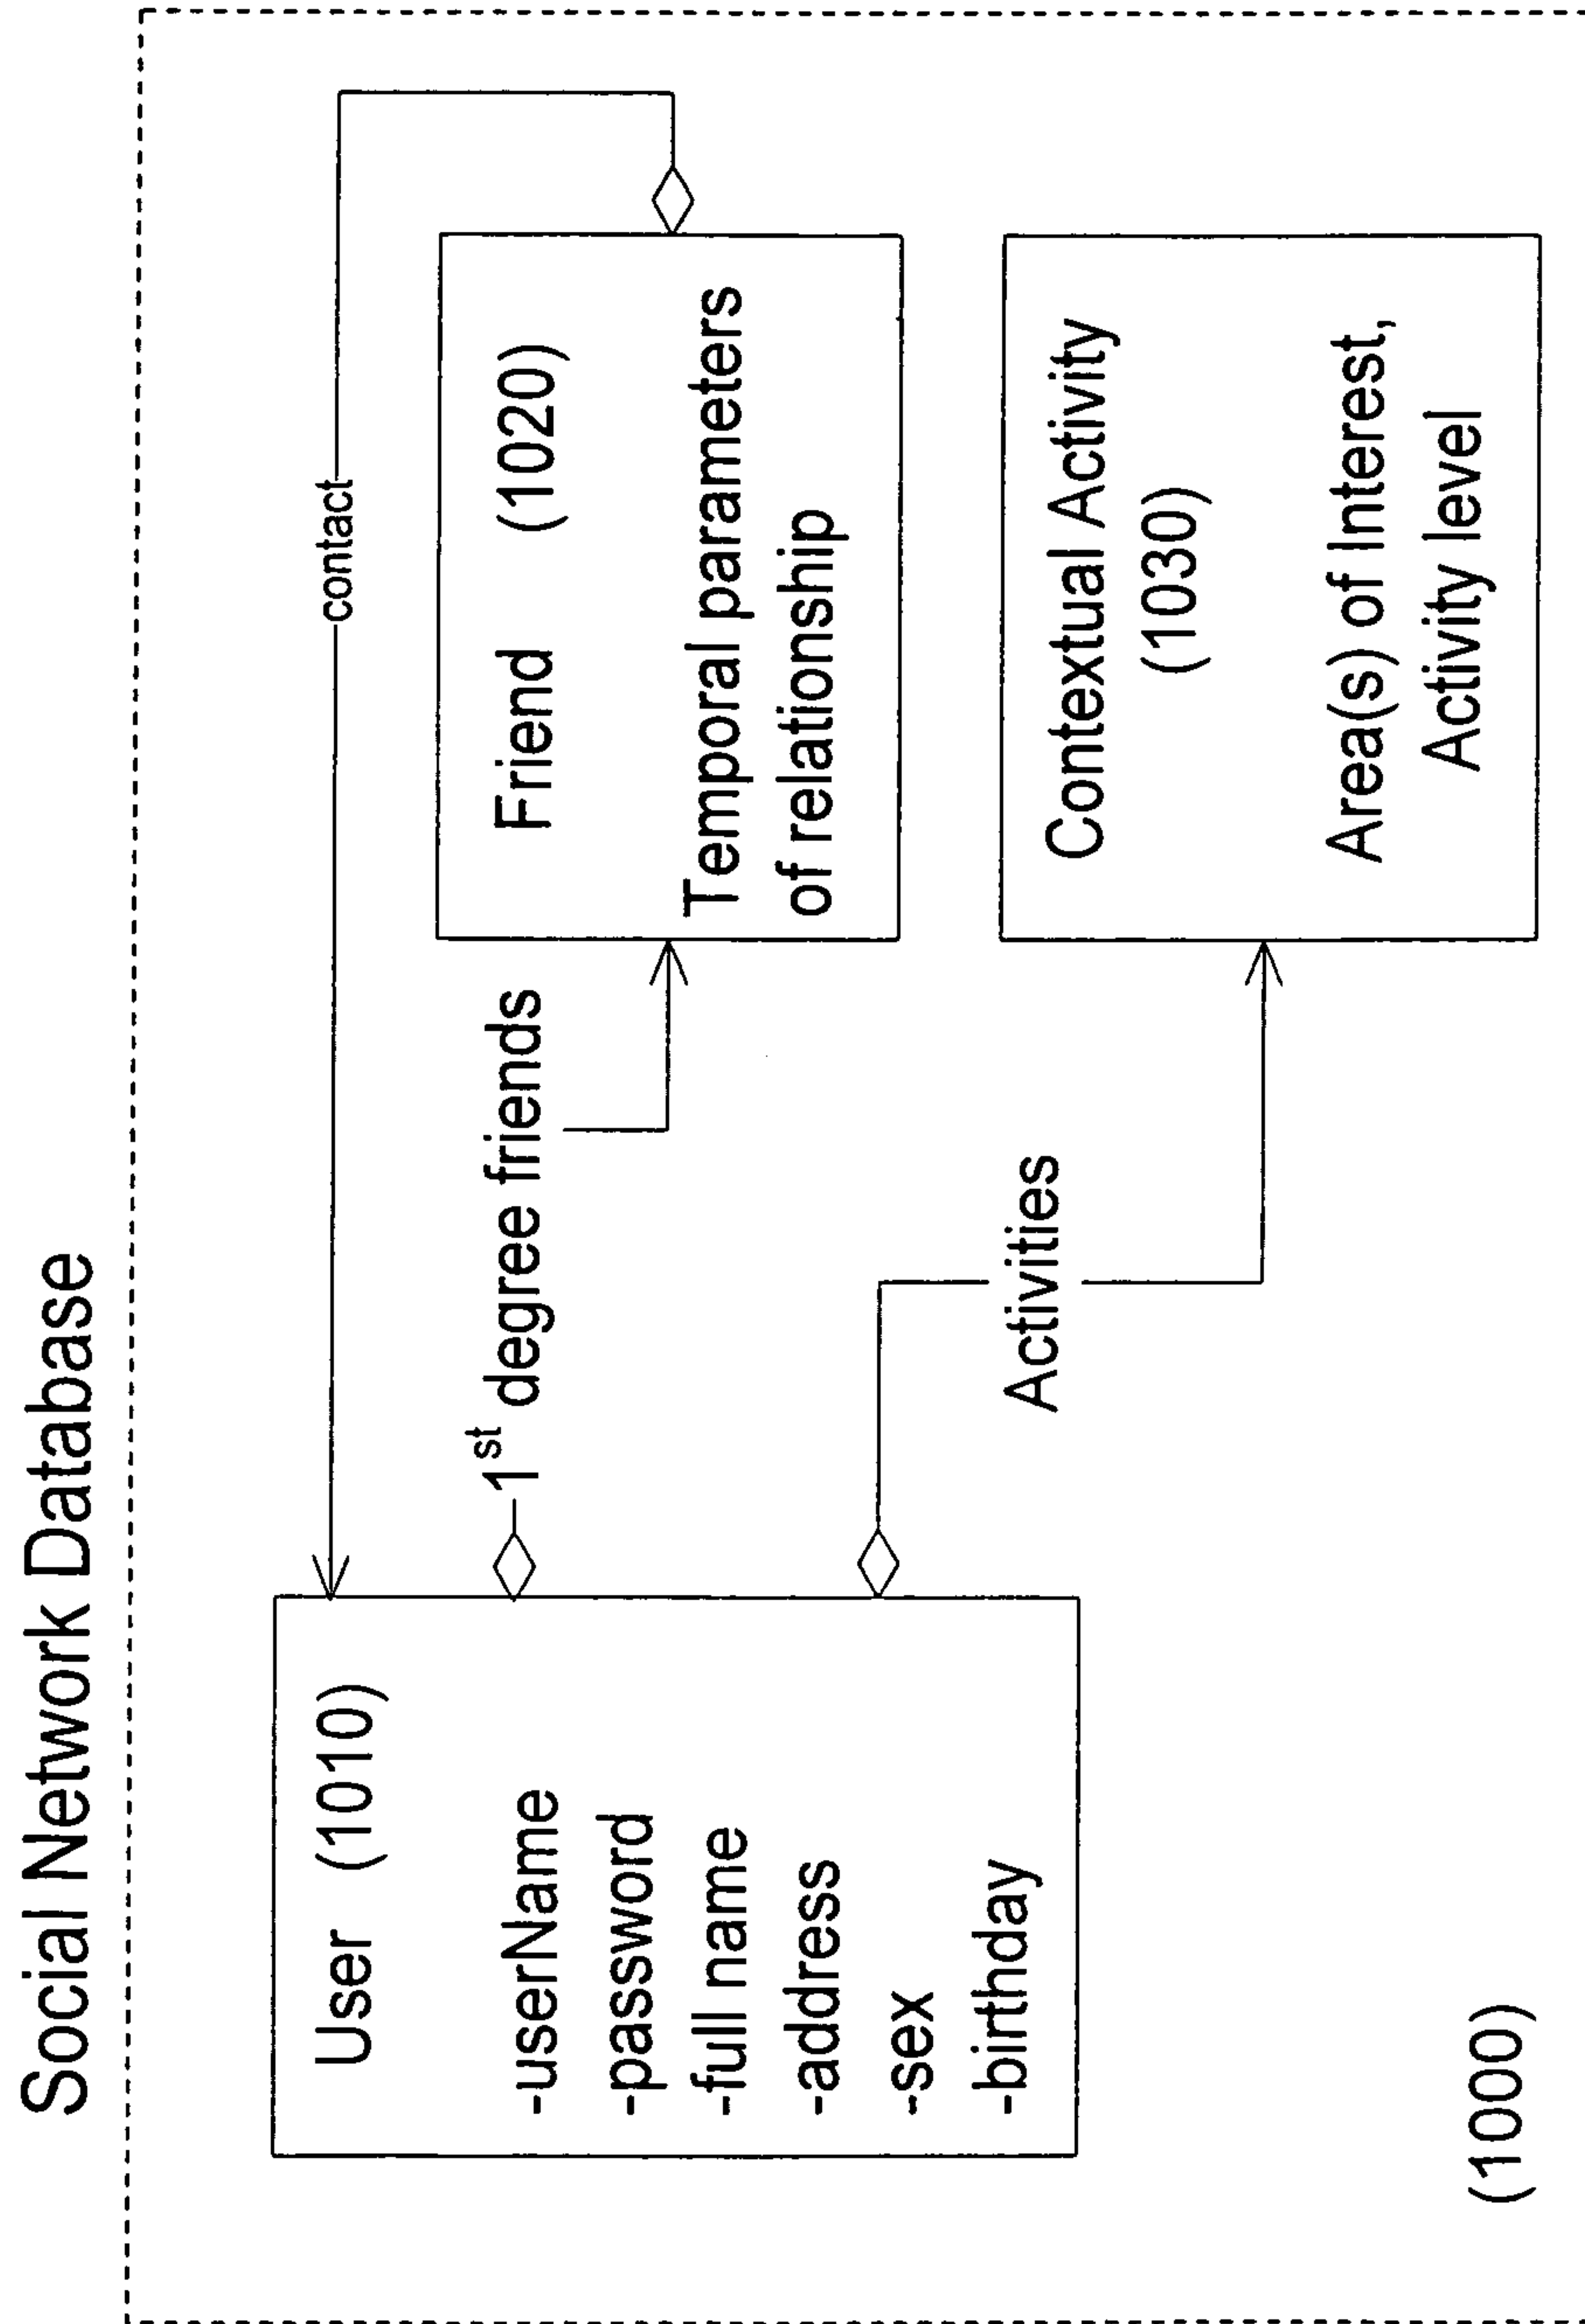 Social Network Database
contact
User (1010)
-userName
-password
-full name
-address
-sex
-birthday
1st degree friends
Friend (1020)
Temporal parameters
of relationship
Activities
Contextual Activity
(1030)
Area(s) of Interest,
Activity level
(1000)